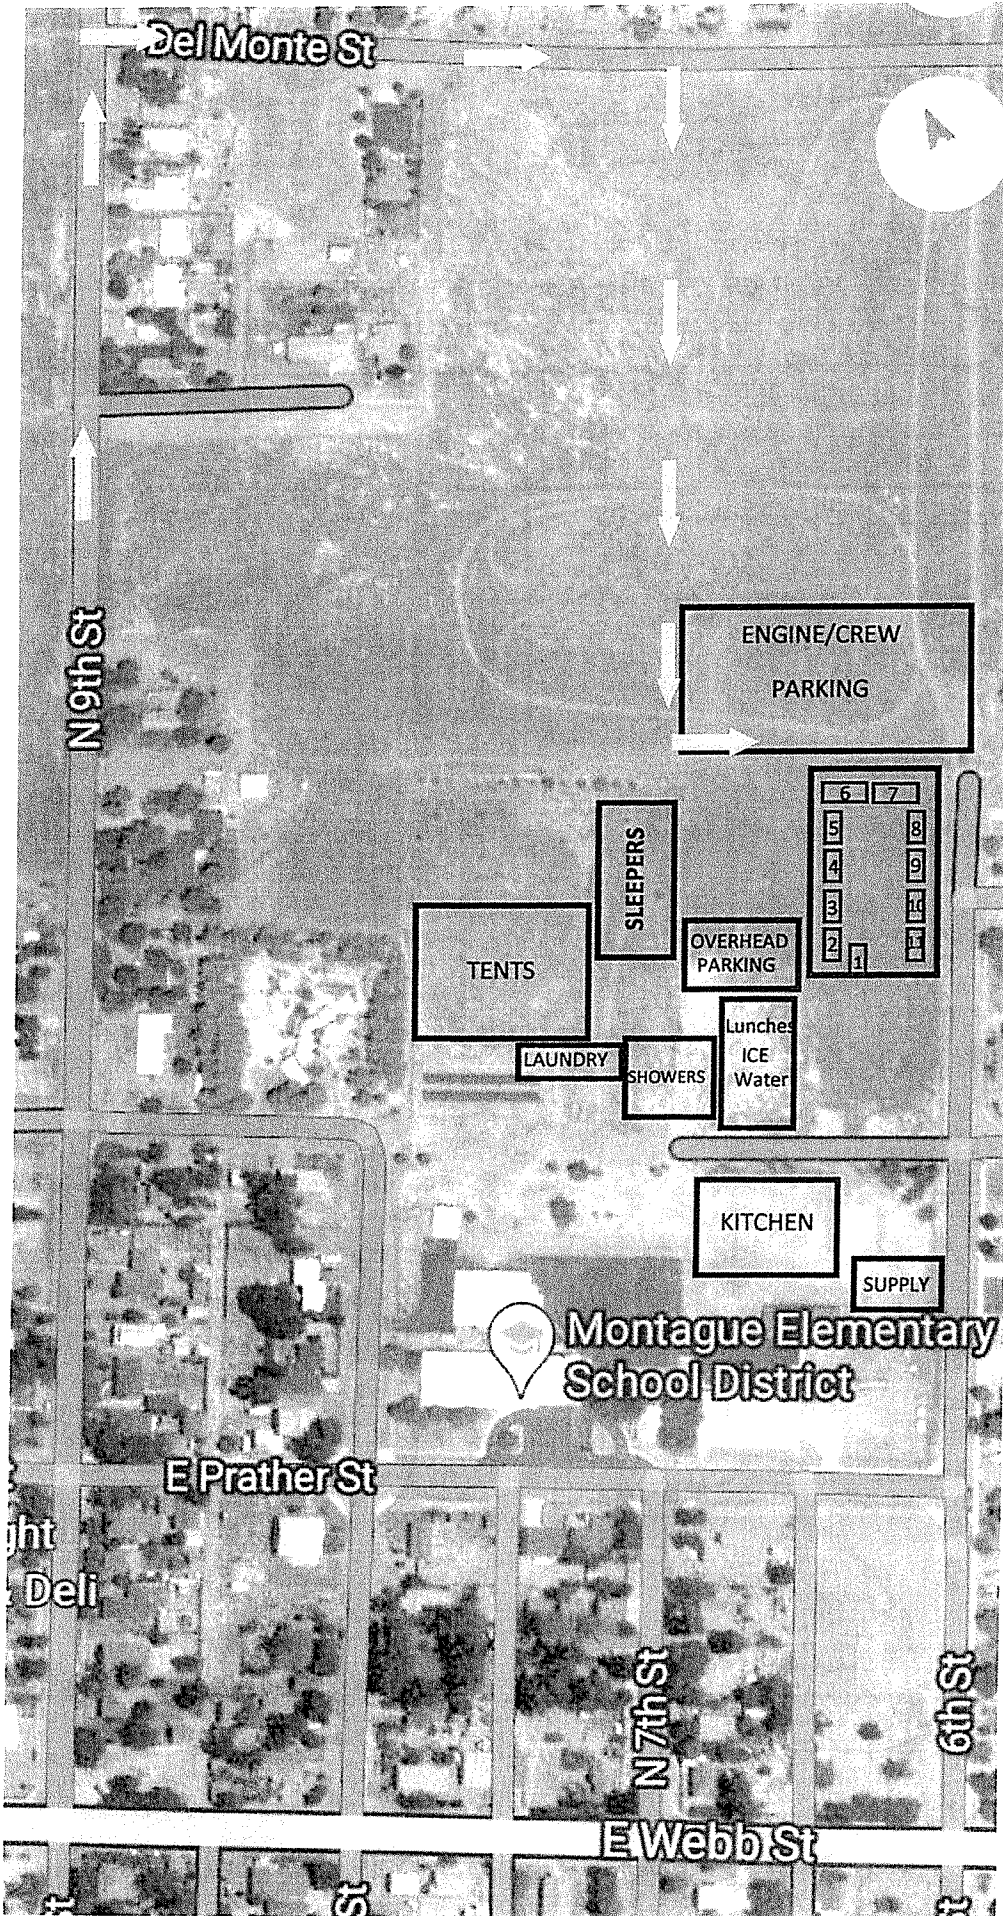 Del Monte St
N 9th St
ENGINE/CREW
PARKING
6 7
5 8
4 9
3 10
2 11
1
SLEEPERS
OVERHEAD
PARKING
TENTS
Lunches
ICE
Water
LAUNDRY
SHOWERS
KITCHEN
SUPPLY
Montague Elementary
School District
E Prather St
ght
& Deli
N 7th St
6th St
E Webb St
St